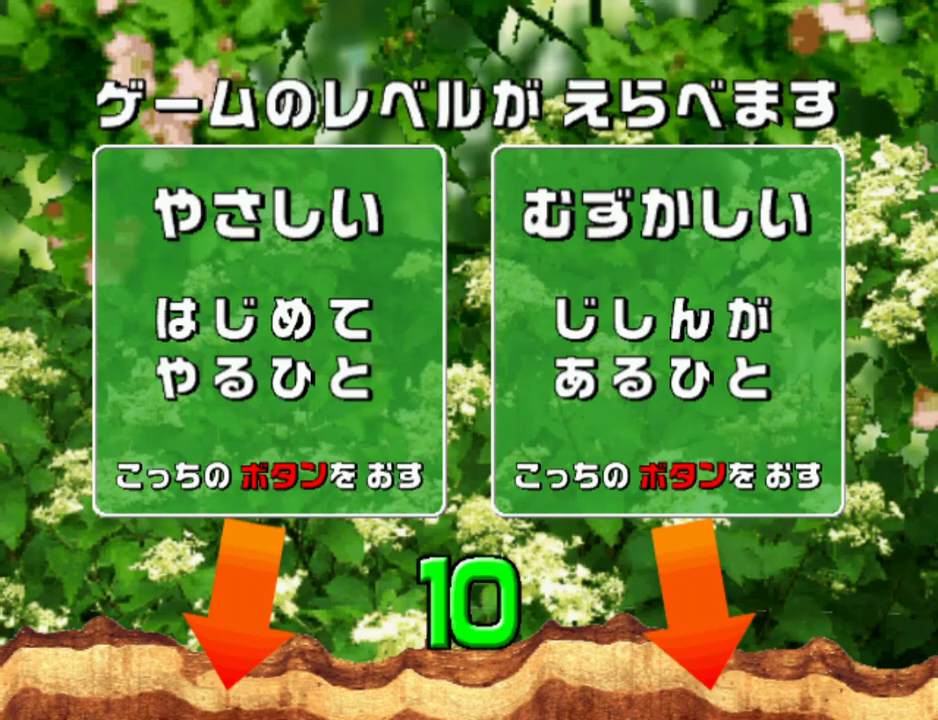 ゲームのレベルが えらべます
やさしい
はじめて
やるひと
こっちの ボタンを おす
むずかしい
じしんが
あるひと
こっちの ボタンを おす
10